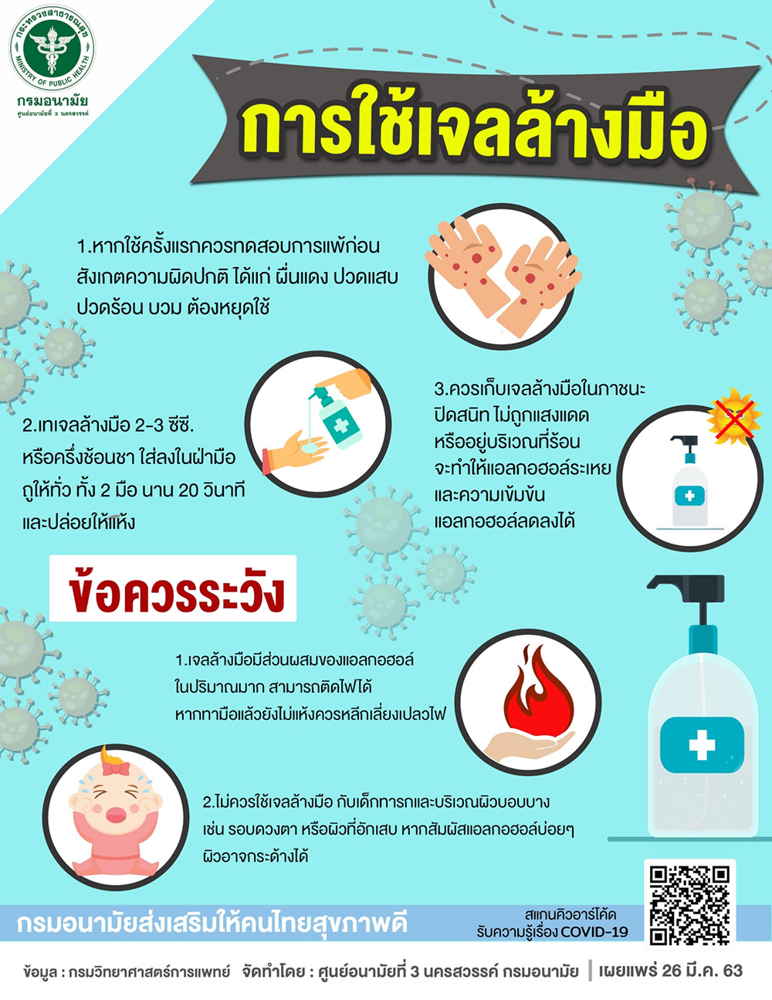 กระทรวงสาธารณสุข
MINISTRY OF PUBLIC HEALTH
กรมอนามัย
ศูนย์อนามัยที่ 3 นครสวรรค์
การใช้เจลล้างมือ
1.หากใช้ครั้งแรกควรทดสอบการแพ้ก่อน
สังเกตความผิดปกติ ได้แก่ ผื่นแดง ปวดแสบ
ปวดร้อน บวม ต้องหยุดใช้
2.เทเจลล้างมือ 2-3 ซีซี.
หรือครึ่งช้อนชา ใส่ลงในฝ่ามือ
ถูให้ทั่ว ทั้ง 2 มือ นาน 20 วินาที
และปล่อยให้แห้ง
3.ควรเก็บเจลล้างมือในภาชนะ
ปิดสนิท ไม่ถูกแสงแดด
หรืออยู่บริเวณที่ร้อน
จะทำให้แอลกอฮอล์ระเหย
และความเข้มข้น
แอลกอฮอล์ลดลงได้
ข้อควรระวัง
1.เจลล้างมือมีส่วนผสมของแอลกอฮอล์
ในปริมาณมาก สามารถติดไฟได้
หากทามือแล้วยังไม่แห้งควรหลีกเลี่ยงเปลวไฟ
2.ไม่ควรใช้เจลล้างมือ กับเด็กทารกและบริเวณผิวบอบบาง
เช่น รอบดวงตา หรือผิวที่อักเสบ หากสัมผัสแอลกอฮอล์บ่อยๆ
ผิวอาจกระด้างได้
กรมอนามัยส่งเสริมให้คนไทยสุขภาพดี
สแกนคิวอาร์โค้ด
รับความรู้เรื่อง COVID-19
ข้อมูล : กรมวิทยาศาสตร์การแพทย์ จัดทำโดย : ศูนย์อนามัยที่ 3 นครสวรรค์ กรมอนามัย | เผยแพร่ 26 มี.ค. 63